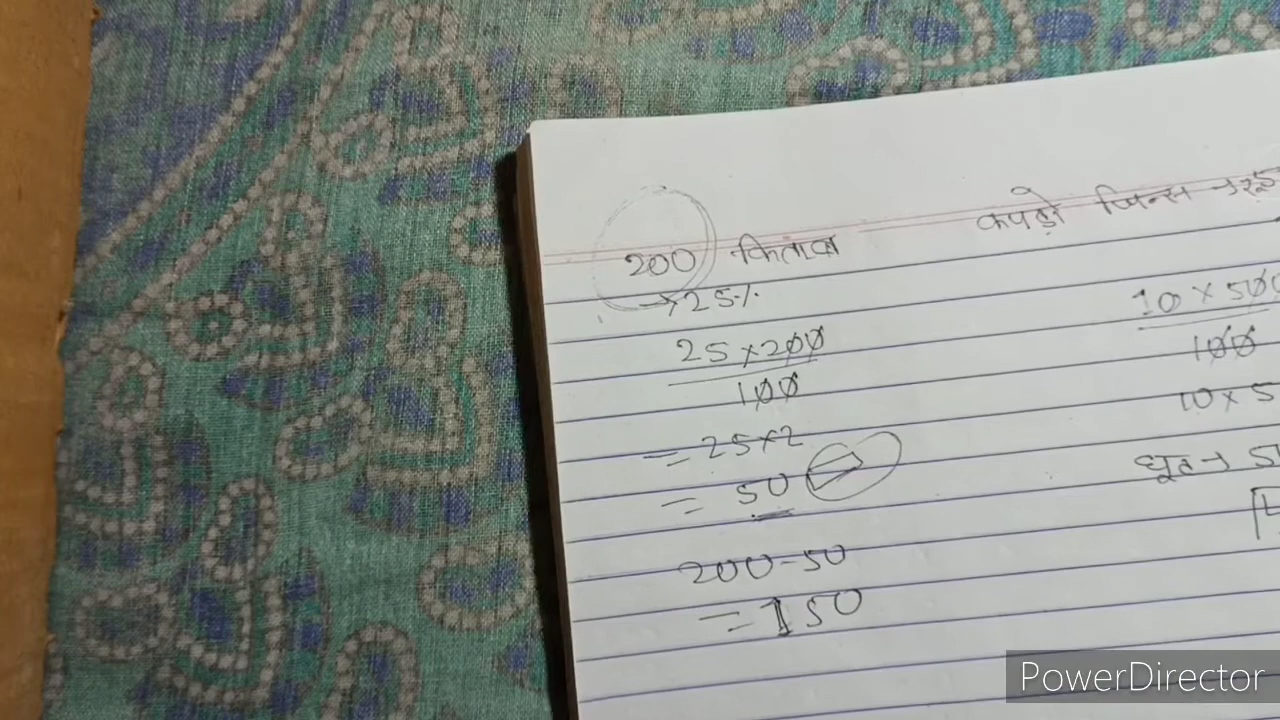 200 किताब
→ 25%
25 × 200
100
= 25×2
= 50
200-50
= 150
कपड़ो जिन्स →
10 × 500
100
10 × 5
छूट →
PowerDirector